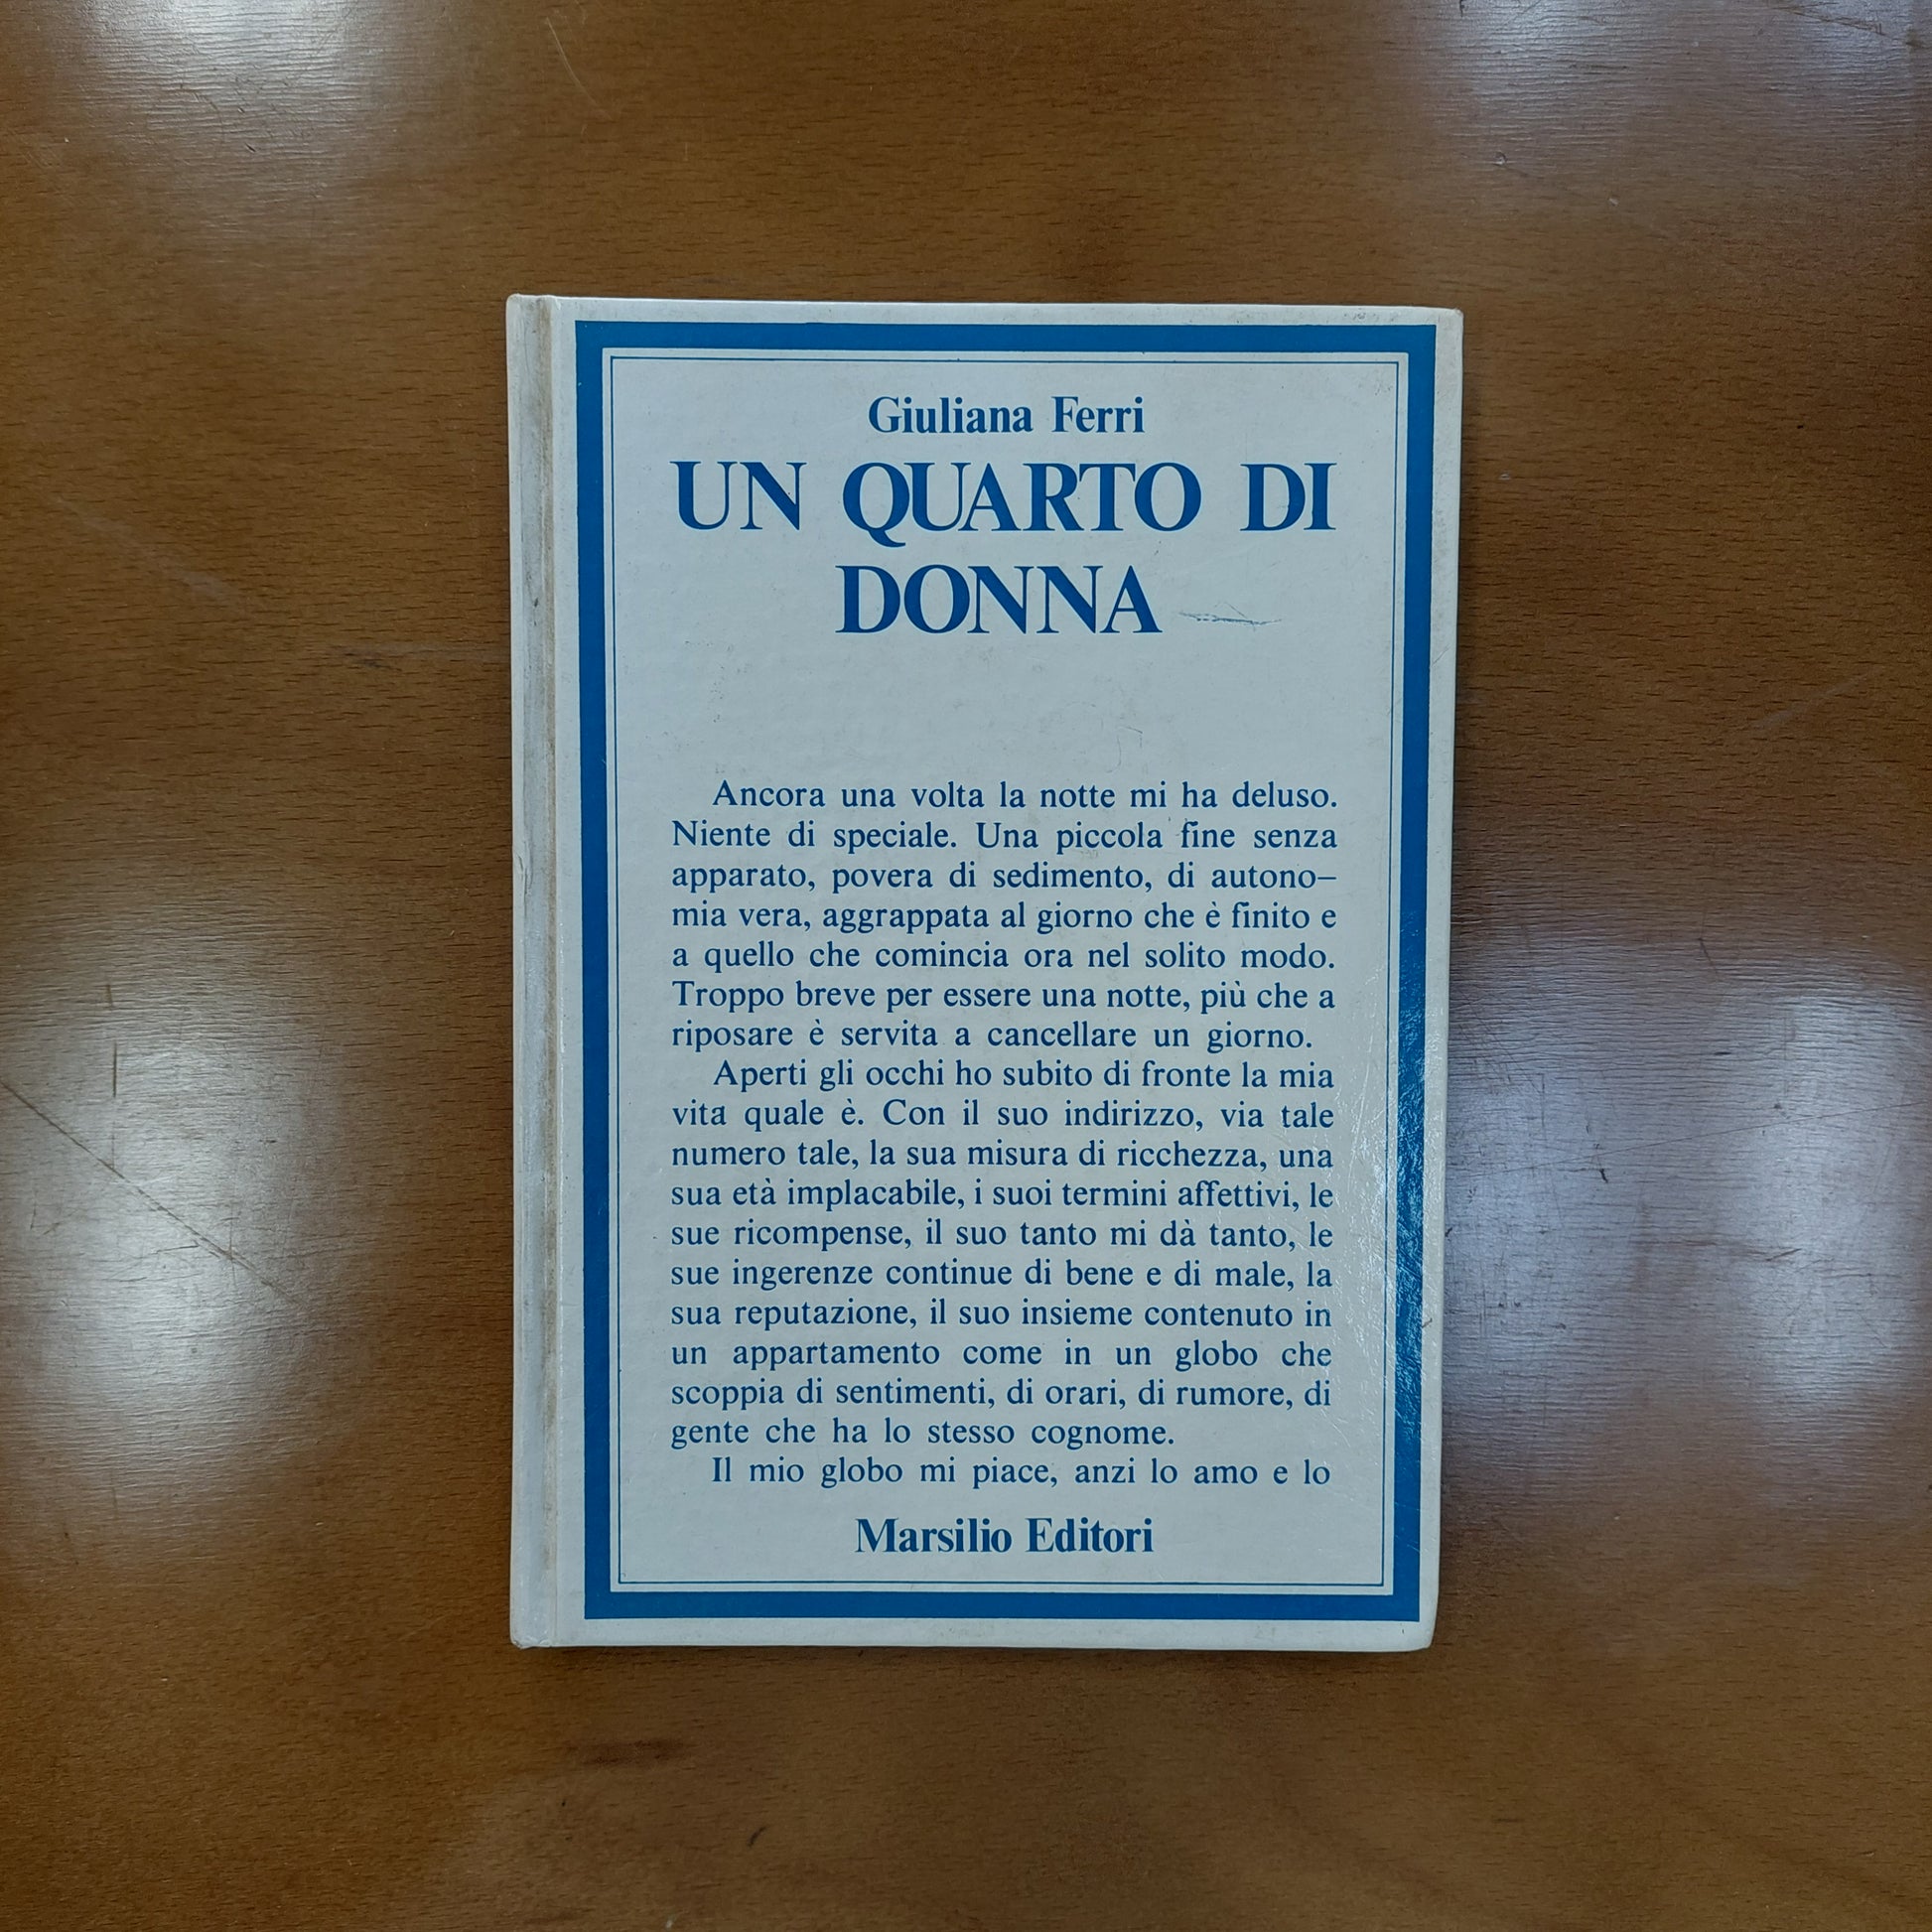 Giuliana Ferri
UN QUARTO DI
DONNA
Ancora una volta la notte mi ha deluso.
Niente di speciale. Una piccola fine senza
apparato, povera di sedimento, di autono–
mia vera, aggrappata al giorno che è finito e
a quello che comincia ora nel solito modo.
Troppo breve per essere una notte, più che a
riposare è servita a cancellare un giorno.
Aperti gli occhi ho subito di fronte la mia
vita quale è. Con il suo indirizzo, via tale
numero tale, la sua misura di ricchezza, una
sua età implacabile, i suoi termini affettivi, le
sue ricompense, il suo tanto mi dà tanto, le
sue ingerenze continue di bene e di male, la
sua reputazione, il suo insieme contenuto in
un appartamento come in un globo che
scoppia di sentimenti, di orari, di rumore, di
gente che ha lo stesso cognome.
Il mio globo mi piace, anzi lo amo e lo
Marsilio Editori